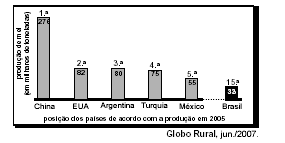 produção de mel
(em milhares de toneladas)
1.ª
276
2.ª
82
3.ª
80
4.ª
75
5.ª
55
15ª
33
China EUA Argentina Turquia México Brasil
posição dos países de acordo com a produção em 2005
Globo Rural, jun./2007.